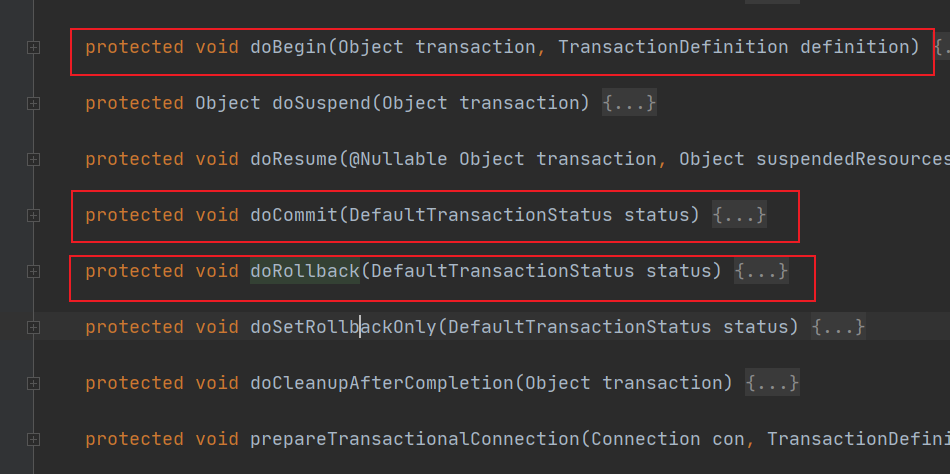 protected void doBegin(Object transaction, TransactionDefinition definition) {.
protected Object doSuspend(Object transaction) {...}
protected void doResume(@Nullable Object transaction, Object suspendedResources
protected void doCommit(DefaultTransactionStatus status) {...}
protected void doRollback(DefaultTransactionStatus status) {...}
protected void doSetRollbackOnly(DefaultTransactionStatus status) {...}
protected void doCleanupAfterCompletion(Object transaction) {...}
protected void prepareTransactionalConnection(Connection con, TransactionDefini